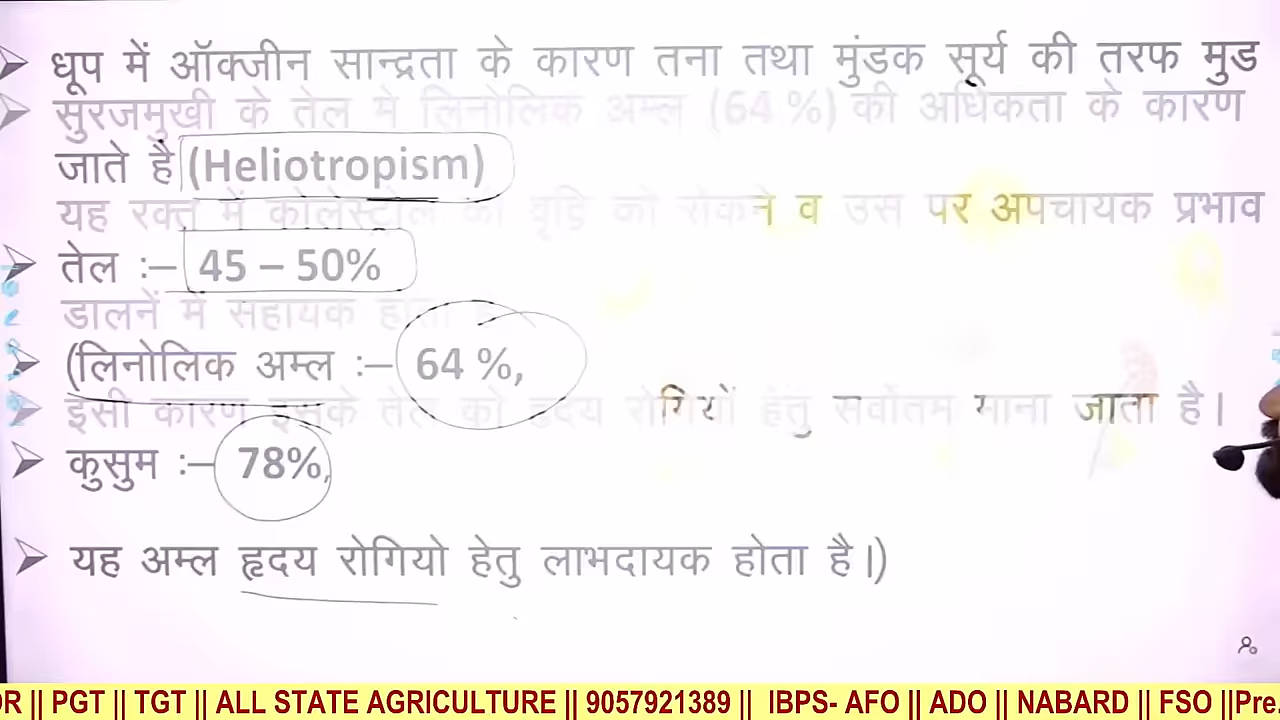 धूप में ऑक्जीन सान्द्रता के कारण तना तथा मुंडक सूर्य की तरफ मुड
सुरजमुखी के तेल मे लिनोलिक अम्ल (64 %) की अधिकता के कारण
जाते है (Heliotropism)
यह रक्त में कोलेस्ट्रोल की वृद्वि को रोकने व उस पर अपचायक प्रभाव
तेल :– 45 – 50%
डालनें में सहायक होता है
(लिनोलिक अम्ल :– 64 %,
इसी कारण इसके तेल को हृदय रोगियों हेतु सर्वोतम माना जाता है।
कुसुम :– 78%,
यह अम्ल हृदय रोगियो हेतु लाभदायक होता है।)
OR || PGT || TGT || ALL STATE AGRICULTURE || 9057921389 || IBPS- AFO || ADO || NABARD || FSO ||Pre.